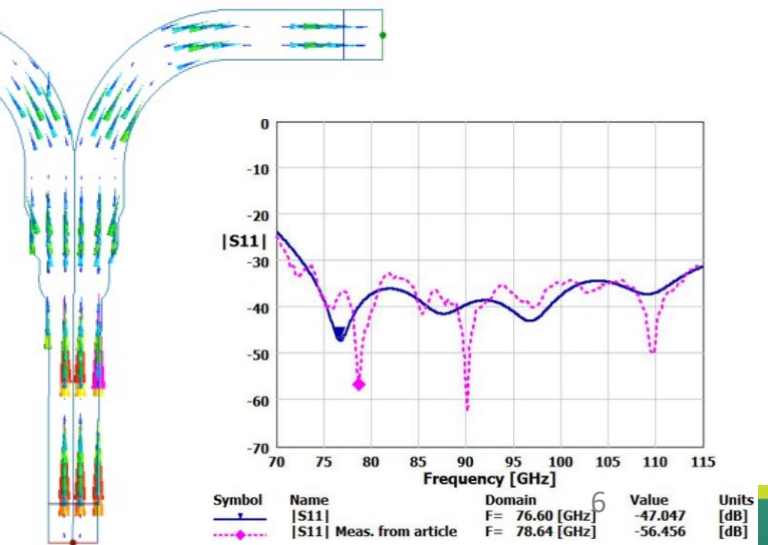 0
-10
-20
|S11|
-30
-40
-50
-60
-70
70 75 80 85 90 95 100 105 110 115
Frequency [GHz]
6
Symbol Name Domain Value Units
|S11| F= 76.60 [GHz] -47.047 [dB]
|S11| Meas. from article F= 78.64 [GHz] -56.456 [dB]